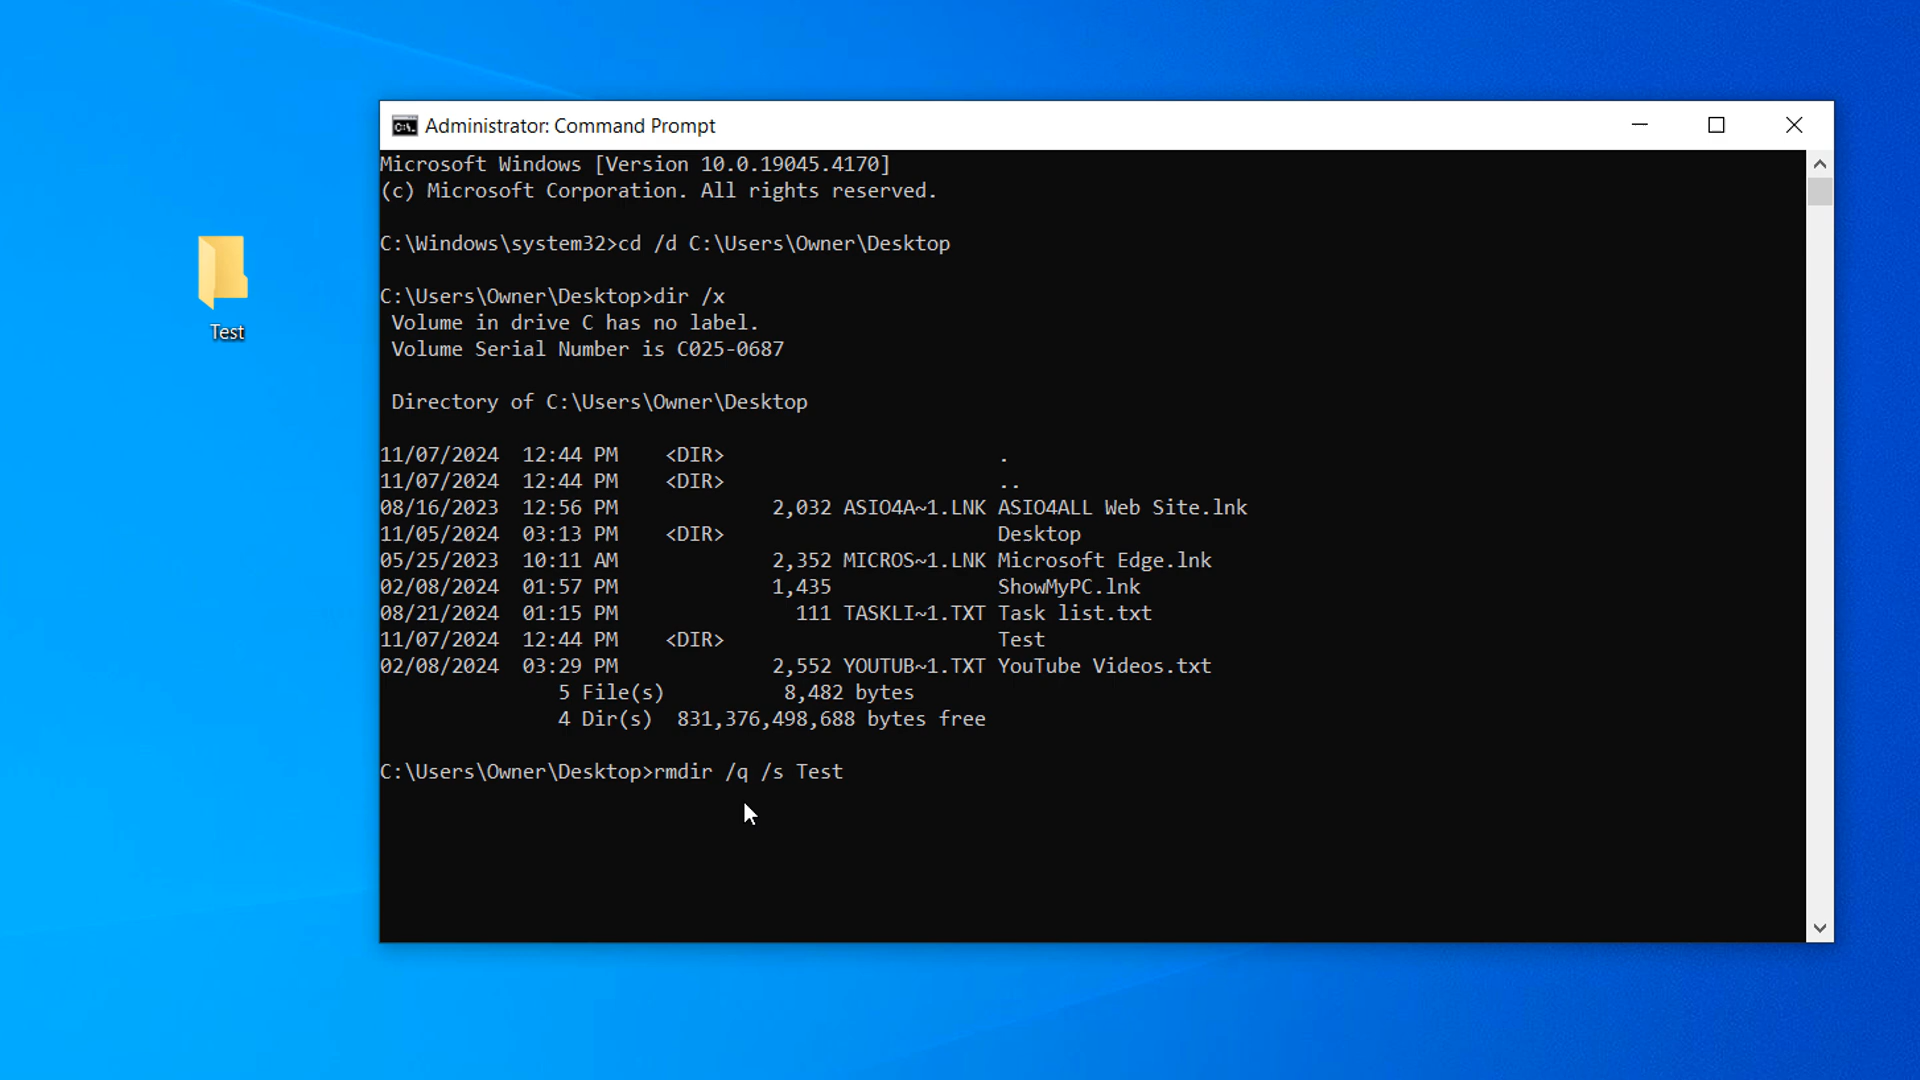 Test
Administrator: Command Prompt
Microsoft Windows [Version 10.0.19045.4170]
(c) Microsoft Corporation. All rights reserved.
C:\Windows\system32>cd /d C:\Users\Owner\Desktop
C:\Users\Owner\Desktop>dir /x
Volume in drive C has no label.
Volume Serial Number is C025-0687
Directory of C:\Users\Owner\Desktop
11/07/2024  12:44 PM    <DIR>                       .
11/07/2024  12:44 PM    <DIR>                       ..
08/16/2023  12:56 PM             2,032 ASIO4A~1.LNK ASIO4ALL Web Site.lnk
11/05/2024  03:13 PM    <DIR>                       Desktop
05/25/2023  10:11 AM             2,352 MICROS~1.LNK Microsoft Edge.lnk
02/08/2024  01:57 PM             1,435              ShowMyPC.lnk
08/21/2024  01:15 PM               111 TASKLI~1.TXT Task list.txt
11/07/2024  12:44 PM    <DIR>                       Test
02/08/2024  03:29 PM             2,552 YOUTUB~1.TXT YouTube Videos.txt
5 File(s)          8,482 bytes
4 Dir(s)  831,376,498,688 bytes free
C:\Users\Owner\Desktop>rmdir /q /s Test